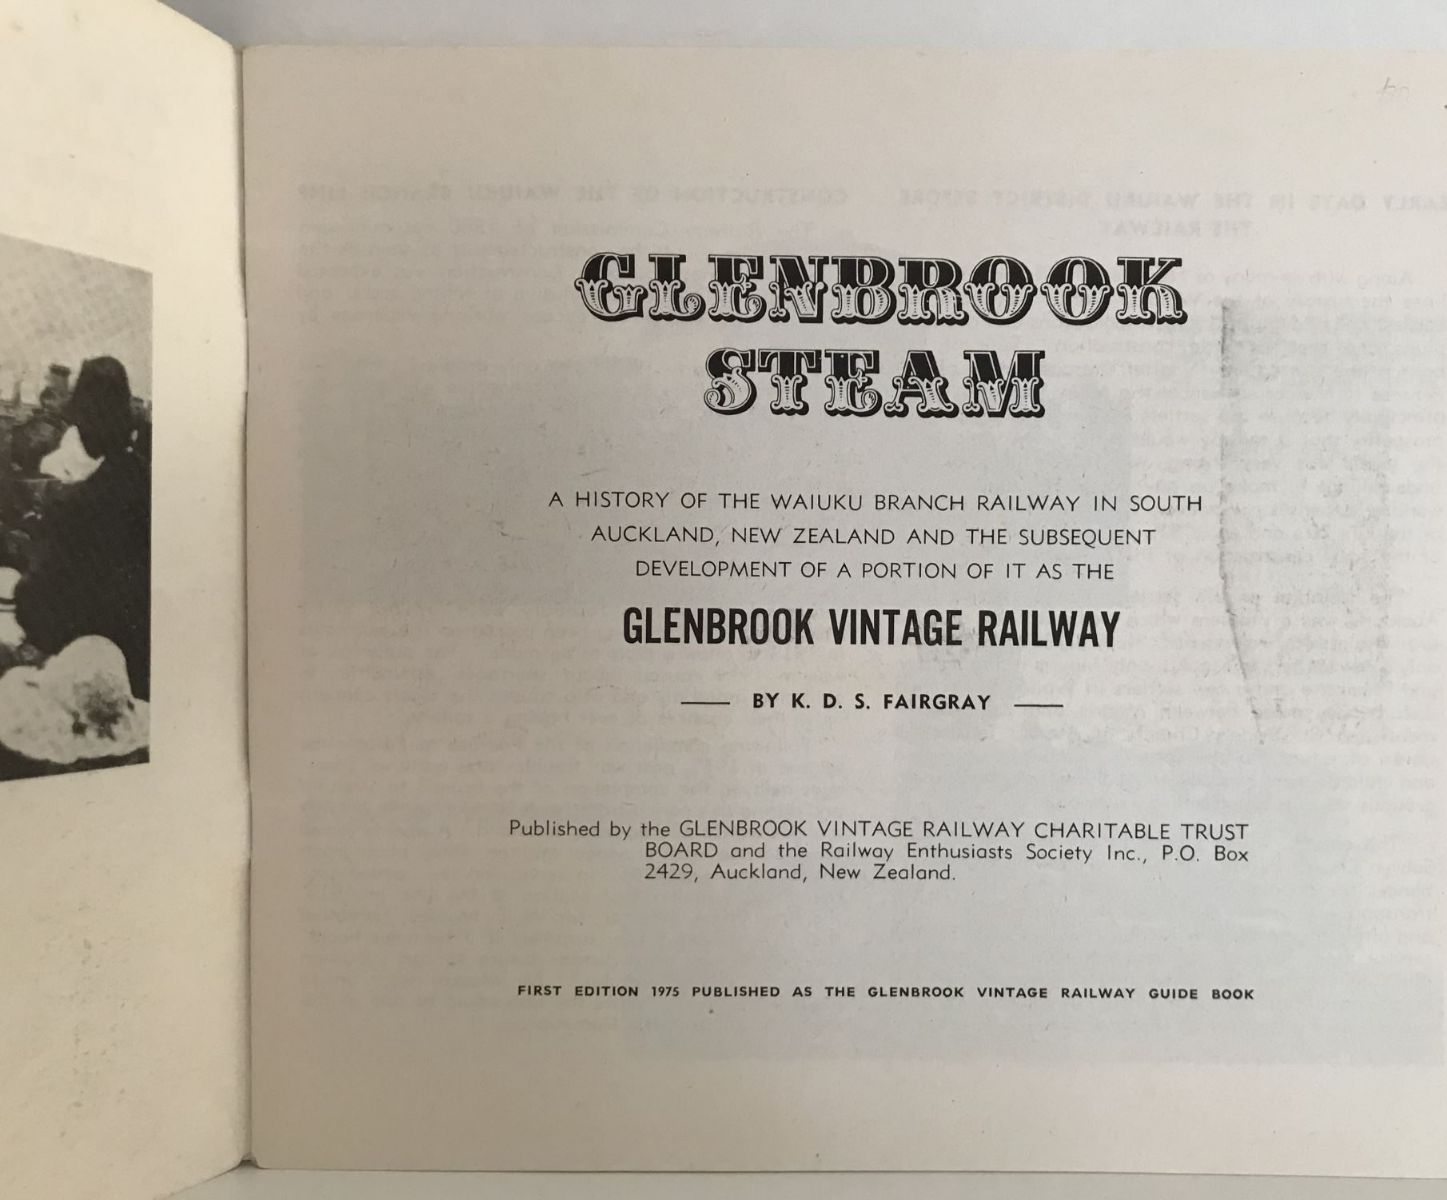 GLENBROOK
STEAM
A HISTORY OF THE WAIUKU BRANCH RAILWAY IN SOUTH
AUCKLAND, NEW ZEALAND AND THE SUBSEQUENT
DEVELOPMENT OF A PORTION OF IT AS THE
GLENBROOK VINTAGE RAILWAY
BY K. D. S. FAIRGRAY
Published by the GLENBROOK VINTAGE RAILWAY CHARITABLE TRUST
BOARD and the Railway Enthusiasts Society Inc., P.O. Box
2429, Auckland, New Zealand.
FIRST EDITION 1975 PUBLISHED AS THE GLENBROOK VINTAGE RAILWAY GUIDE BOOK